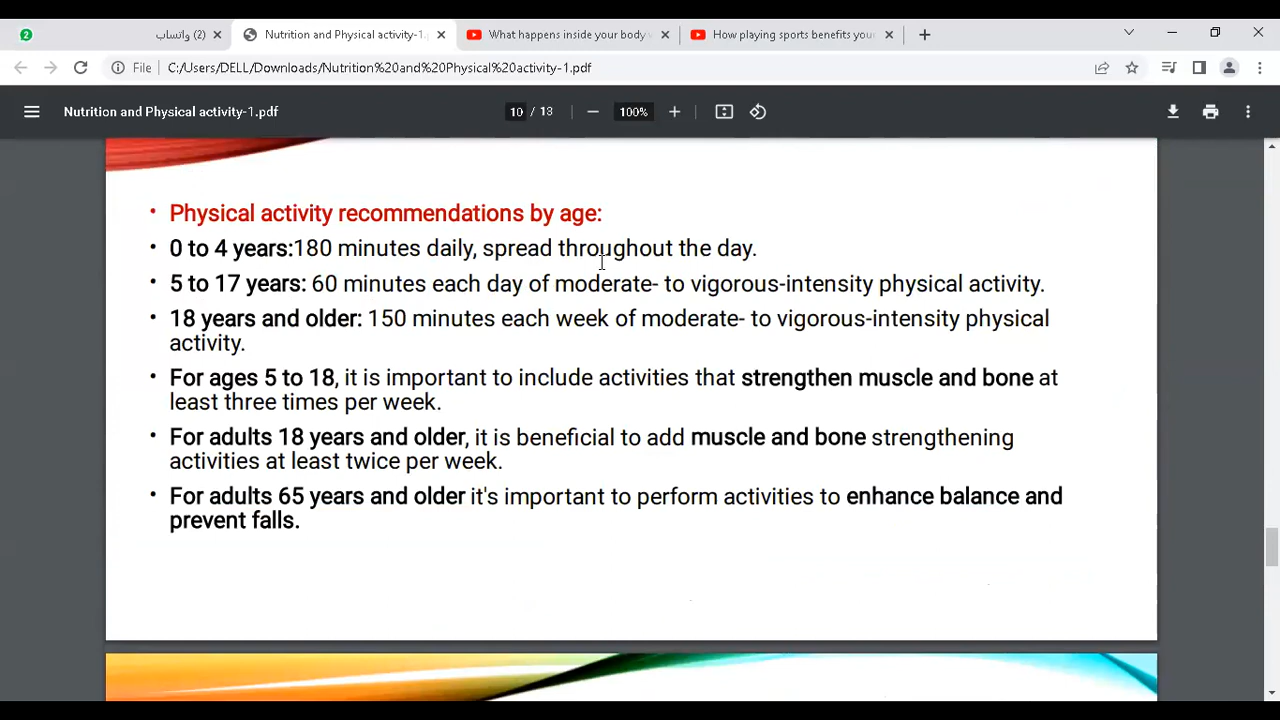 2
(2) واتساب
Nutrition and Physical activity-1.
What happens inside your body
How playing sports benefits your
File
C:/Users/DELL/Downloads/Nutrition%20and%20Physical%20activity-1.pdf
Nutrition and Physical activity-1.pdf
10 / 13
100%
• Physical activity recommendations by age:
• 0 to 4 years:180 minutes daily, spread throughout the day.
• 5 to 17 years: 60 minutes each day of moderate- to vigorous-intensity physical activity.
• 18 years and older: 150 minutes each week of moderate- to vigorous-intensity physical
activity.
• For ages 5 to 18, it is important to include activities that strengthen muscle and bone at
least three times per week.
• For adults 18 years and older, it is beneficial to add muscle and bone strengthening
activities at least twice per week.
• For adults 65 years and older it's important to perform activities to enhance balance and
prevent falls.